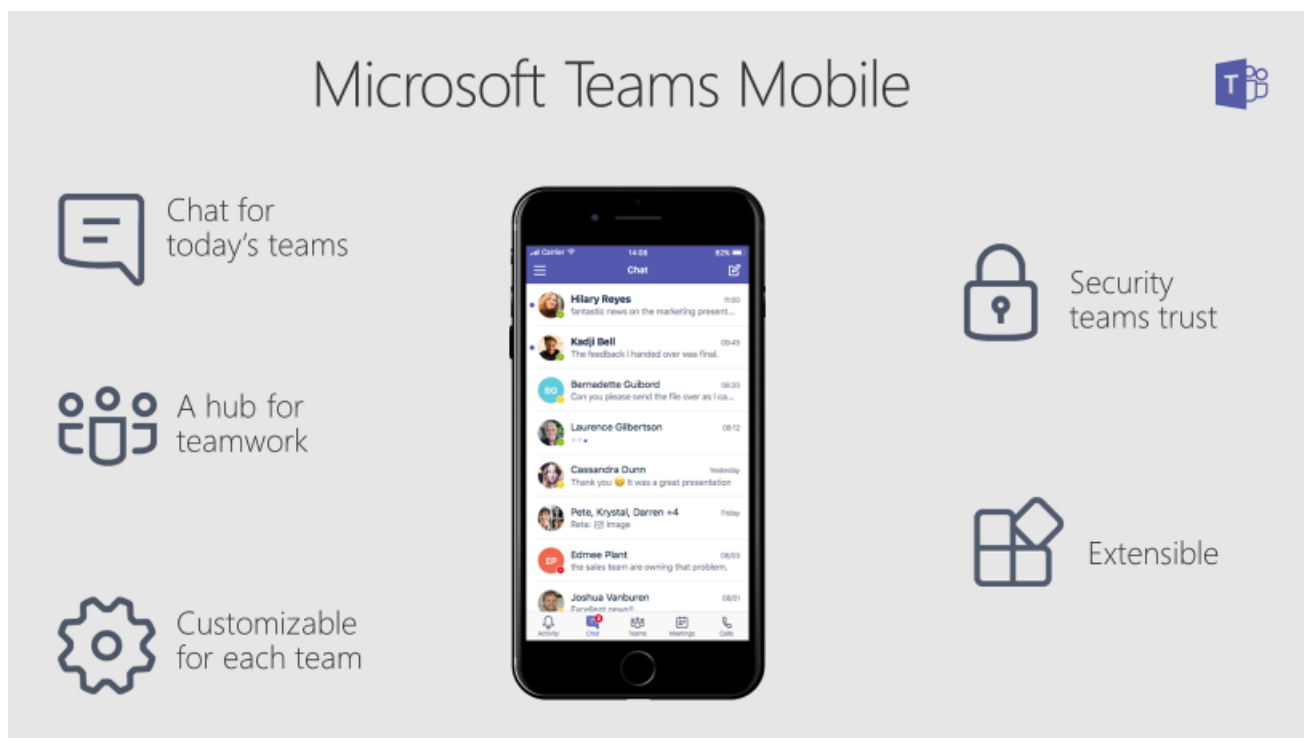 Microsoft Teams Mobile
T
Chat for
today's teams
A hub for
teamwork
Customizable
for each team
Carrier 14:08 82%
Chat
Hilary Reyes 11:00
fantastic news on the marketing present...
Kadji Bell 09:45
The feedback I handed over was final.
BG Bernadette Guibord 08:30
Can you please send the file over as I ca...
Laurence Gilbertson 08:12
Cassandra Dunn Yesterday
Thank you 😄 It was a great presentation
Pete, Krystal, Darren +4 Friday
Reta: Image
EP Edmee Plant 08/03
the sales team are owning that problem.
Joshua Vanburen 08/01
Excellent news!!
Activity Chat Teams Meetings Calls
Security
teams trust
Extensible